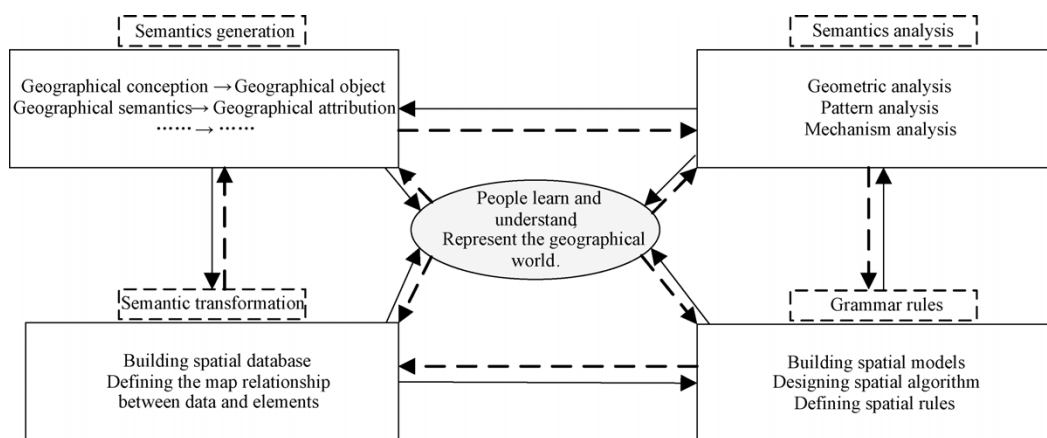 Semantics generation
Geographical conception → Geographical object
Geographical semantics → Geographical attribution
…… → ……
Semantics analysis
Geometric analysis
Pattern analysis
Mechanism analysis
People learn and
understand,
Represent the geographical
world.
Semantic transformation
Building spatial database
Defining the map relationship
between data and elements
Grammar rules
Building spatial models
Designing spatial algorithm
Defining spatial rules